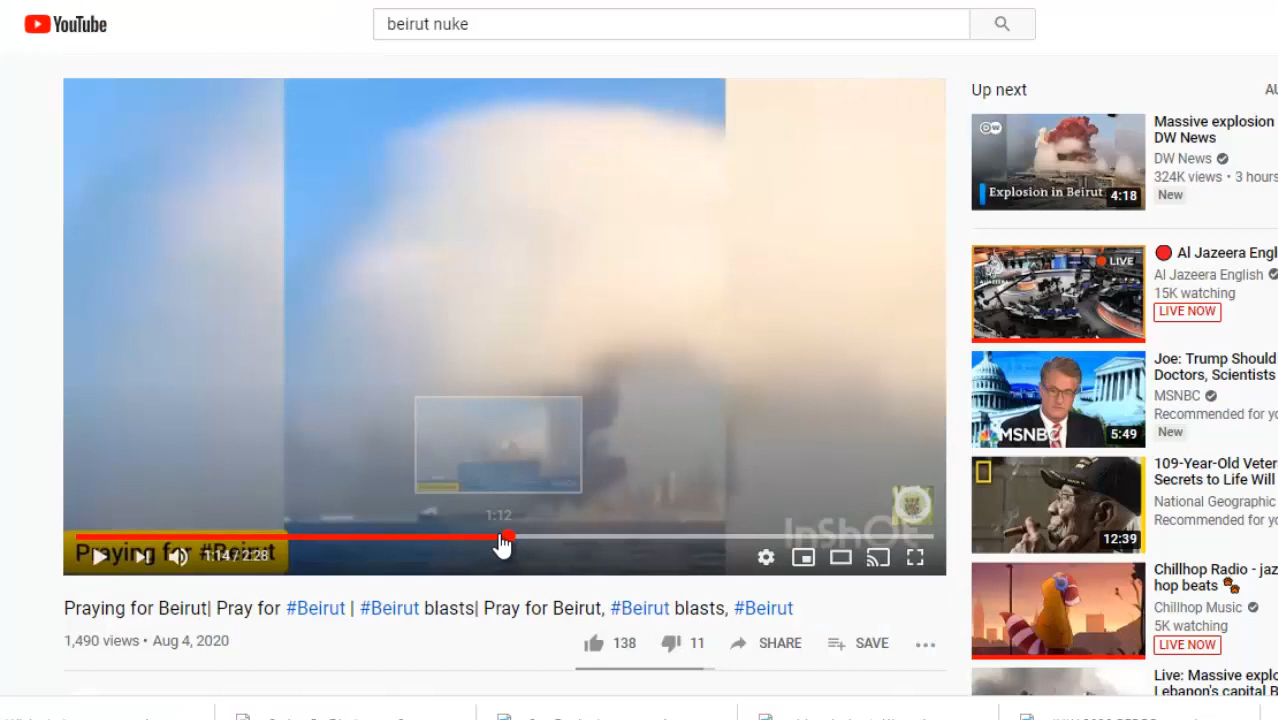 YouTube
beirut nuke
Up next
Explosion in Beirut
4:18
Massive explosion
DW News
DW News
324K views • 3 hours
New
LIVE
Al Jazeera Engl
Al Jazeera English
15K watching
LIVE NOW
MSNBC
5:49
Joe: Trump Should
Doctors, Scientists
MSNBC
Recommended for yo
New
12:39
109-Year-Old Veter
Secrets to Life Will
National Geographic
Recommended for yo
Chillhop Radio - jaz
hop beats
Chillhop Music
5K watching
LIVE NOW
Live: Massive explo
Lebanon's capital B
1:12
InShOt
Praying for #Beirut
1:14 / 2:28
Praying for Beirut| Pray for #Beirut | #Beirut blasts| Pray for Beirut, #Beirut blasts, #Beirut
1,490 views • Aug 4, 2020
138
11
SHARE
SAVE